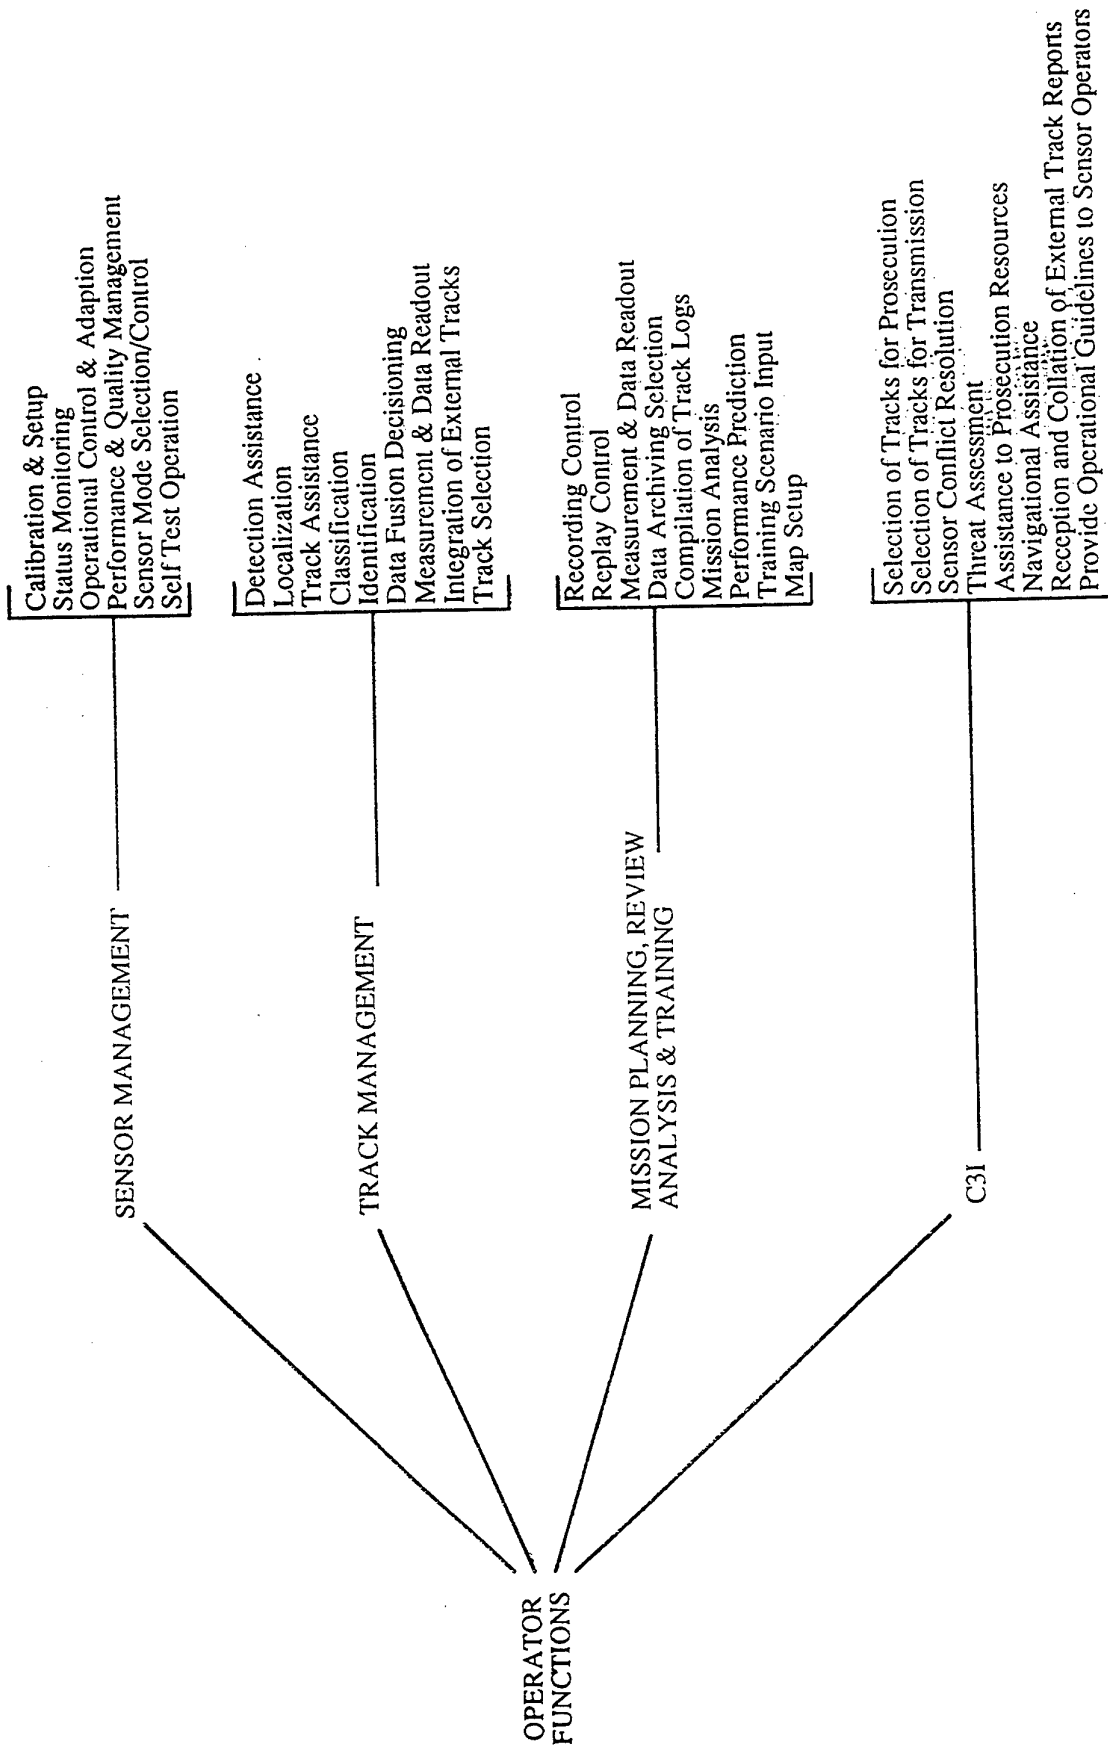 OPERATOR
FUNCTIONS
SENSOR MANAGEMENT
Calibration & Setup
Status Monitoring
Operational Control & Adaption
Performance & Quality Management
Sensor Mode Selection/Control
Self Test Operation
TRACK MANAGEMENT
Detection Assistance
Localization
Track Assistance
Classification
Identification
Data Fusion Decisioning
Measurement & Data Readout
Integration of External Tracks
Track Selection
MISSION PLANNING, REVIEW
ANALYSIS & TRAINING
Recording Control
Replay Control
Measurement & Data Readout
Data Archiving Selection
Compilation of Track Logs
Mission Analysis
Performance Prediction
Training Scenario Input
Map Setup
C3I
Selection of Tracks for Prosecution
Selection of Tracks for Transmission
Sensor Conflict Resolution
Threat Assessment
Assistance to Prosecution Resources
Navigational Assistance
Reception and Collation of External Track Reports
Provide Operational Guidelines to Sensor Operators